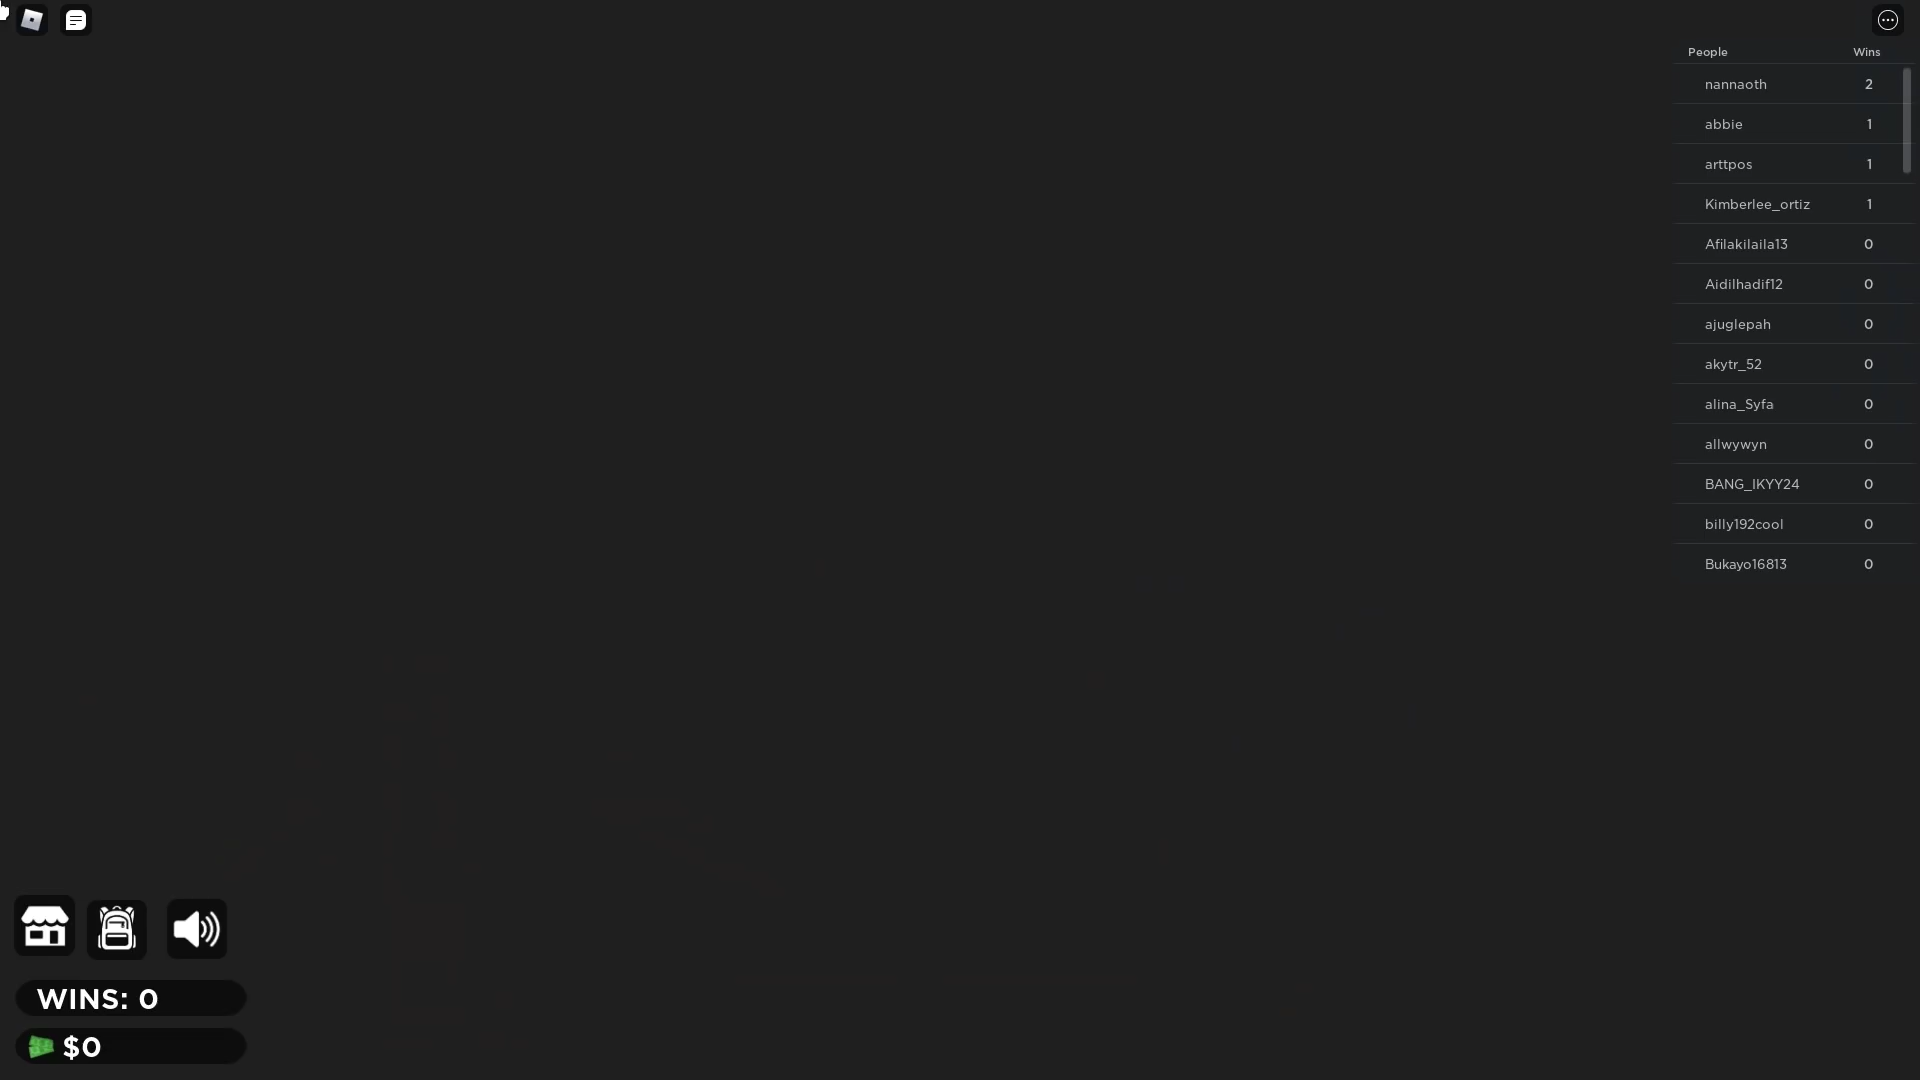 People Wins
nannaoth 2
abbie 1
arttpos 1
Kimberlee_ortiz 1
Afilakilaila13 0
Aidilhadif12 0
ajuglepah 0
akytr_52 0
alina_Syfa 0
allwywyn 0
BANG_IKYY24 0
billy192cool 0
Bukayo16813 0
WINS: 0
$0